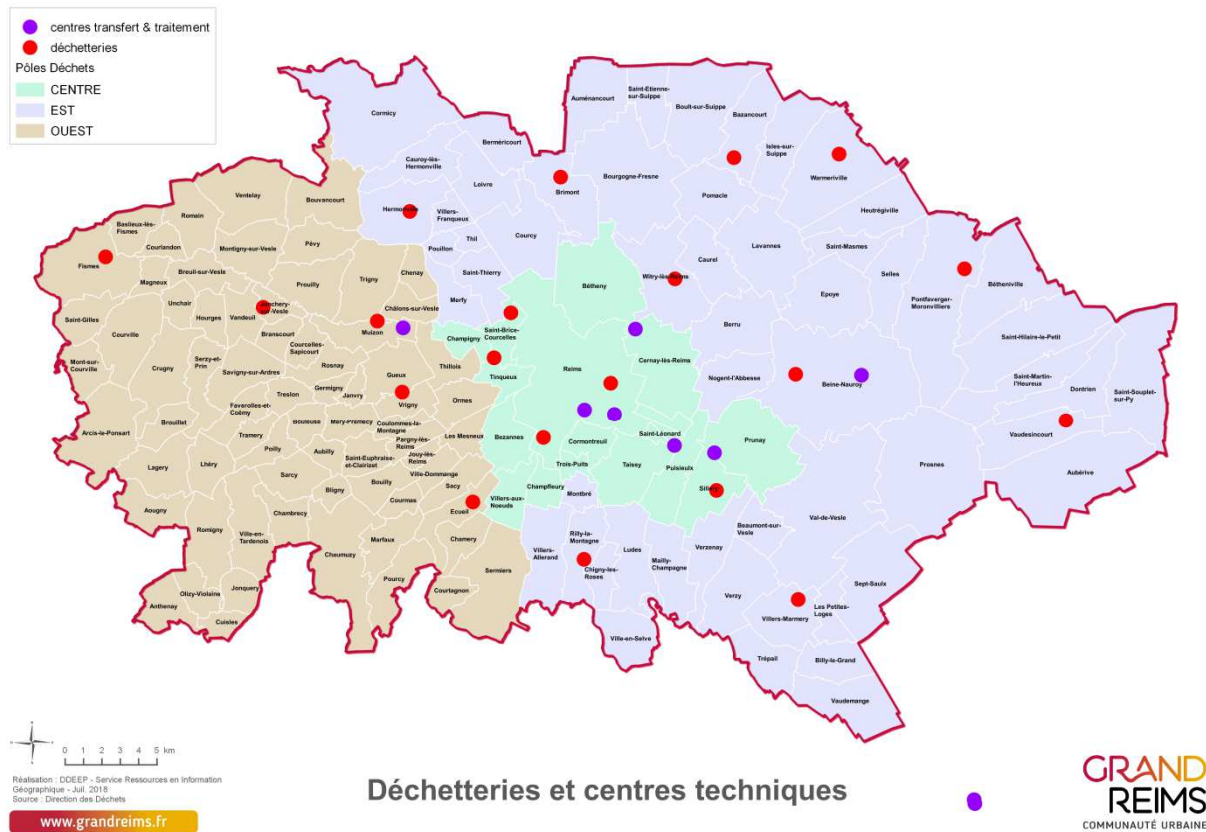 centres transfert & traitement
déchetteries
Pôles Déchets
CENTRE
EST
OUEST
Cormicy
Auménancourt
Saint-Etienne-
sur-Suippe
Boult-sur-Suippe
Bazancourt
Berméricourt
Isles-sur-
Suippe
Cauroy-lès-
Hermonville
Loivre
Brimont
Bourgogne-Fresne
Warmeriville
Pomacle
Ventelay
Bouvancourt
Hermonville
Villers-
Franqueux
Heutrégiville
Baslieux-lès-
Fismes
Romain
Courcy
Thil
Pouillon
Courlandon
Montigny-sur-Vesle
Pévy
Lavannes
Saint-Masmes
Caurel
Fismes
Breuil-sur-Vesle
Trigny
Chenay
Saint-Thierry
Witry-lès-Reims
Selles
Magneux
Prouilly
Bétheny
Bétheniville
Epoye
Châlons-sur-Vesle
Merfy
Pontfaverger-
Moronvilliers
Unchair
Jonchery-
sur-Vesle
Saint-Gilles
Hourges
Vandeuil
Muizon
Berru
Courville
Branscourt
Champigny
Saint-Brice-
Courcelles
Saint-Hilaire-le-Petit
Courcelles-
Sapicourt
Mont-sur-
Courville
Serzy-et-
Prin
Rosnay
Thillois
Cernay-lès-Reims
Crugny
Savigny-sur-Ardres
Gueux
Tinqueux
Reims
Nogent-l'Abbesse
Beine-Nauroy
Saint-Martin-
l'Heureux
Germigny
Janvry
Dontrien
Saint-Souplet-
sur-Py
Treslon
Vrigny
Ormes
Faverolles-et-
Coëmy
Arcis-le-Ponsart
Brouillet
Bouleuse
Méry-Prémecy
Coulommes-la-
Montagne
Tramery
Les Mesneux
Bezannes
Cormontreuil
Saint-Léonard
Prunay
Vaudesincourt
Poilly
Aubilly
Pargny-lès-
Reims
Saint-Euphraise-
et-Clairizet
Jouy-lès-
Reims
Lagery
Lhéry
Trois-Puits
Taissy
Puisieulx
Prosnes
Aubérive
Sarcy
Ville-Dommange
Bligny
Bouilly
Sacy
Champfleury
Sillery
Aougny
Courmas
Ecueil
Villers-aux-
Noeuds
Montbré
Chambrecy
Val-de-Vesle
Romigny
Ville-en-
Tardenois
Marfaux
Chamery
Rilly-la-
Montagne
Beaumont-sur-
Vesle
Chaumuzy
Villers-
Allerand
Ludes
Verzenay
Mailly-
Champagne
Sermiers
Chigny-les-
Roses
Pourcy
Sept-Saulx
Jonquery
Courtagnon
Olizy-Violaine
Verzy
Anthenay
Les Petites-
Loges
Villers-Marmery
Cuisles
Ville-en-Selve
Trépail
Billy-le-Grand
Vaudemange
0 1 2 3 4 5 km
Réalisation : DDEEP - Service Ressources en Information
Géographique - Juil. 2018
Source : Direction des Déchets
www.grandreims.fr
Déchetteries et centres techniques
GRAND
REIMS
COMMUNAUTÉ URBAINE